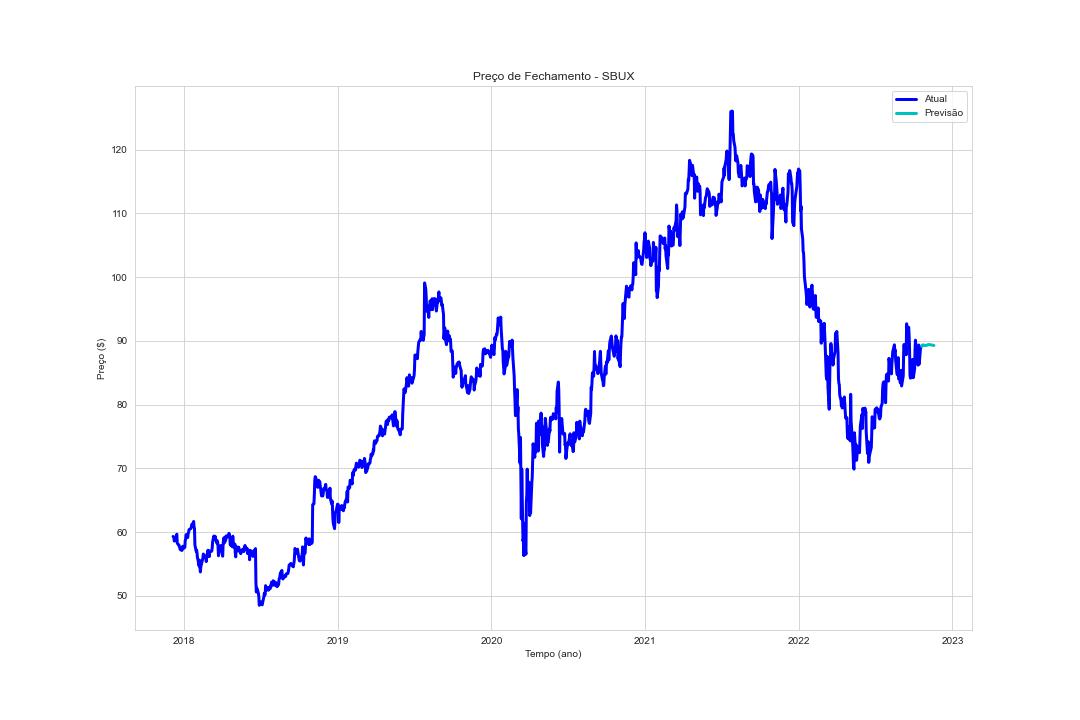 Preço de Fechamento - SBUX
Atual
Previsão
Preço ($)
120
110
100
90
80
70
60
50
2018 2019 2020 2021 2022 2023
Tempo (ano)